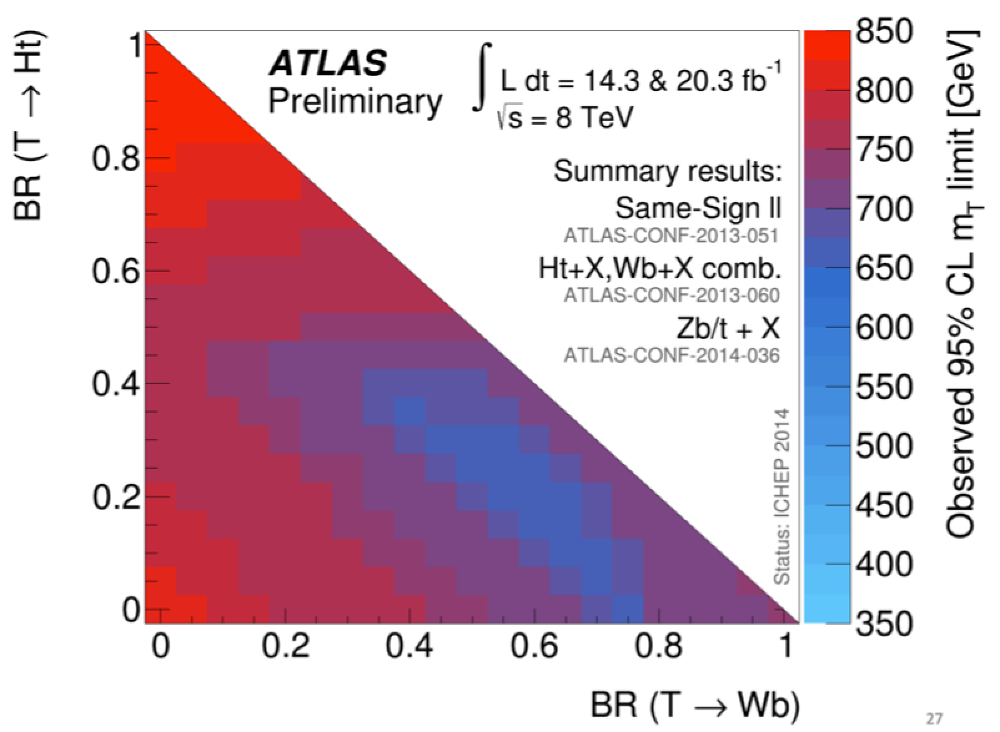 BR (T → Ht)
1
0.8
0.6
0.4
0.2
0
ATLAS
Preliminary
∫ L dt = 14.3 & 20.3 fb⁻¹
√s = 8 TeV
Summary results:
Same-Sign ll
ATLAS-CONF-2013-051
Ht+X,Wb+X comb.
ATLAS-CONF-2013-060
Zb/t + X
ATLAS-CONF-2014-036
Status: ICHEP 2014
0 0.2 0.4 0.6 0.8 1
BR (T → Wb)
850
800
750
700
650
600
550
500
450
400
350
Observed 95% CL m_T limit [GeV]
27